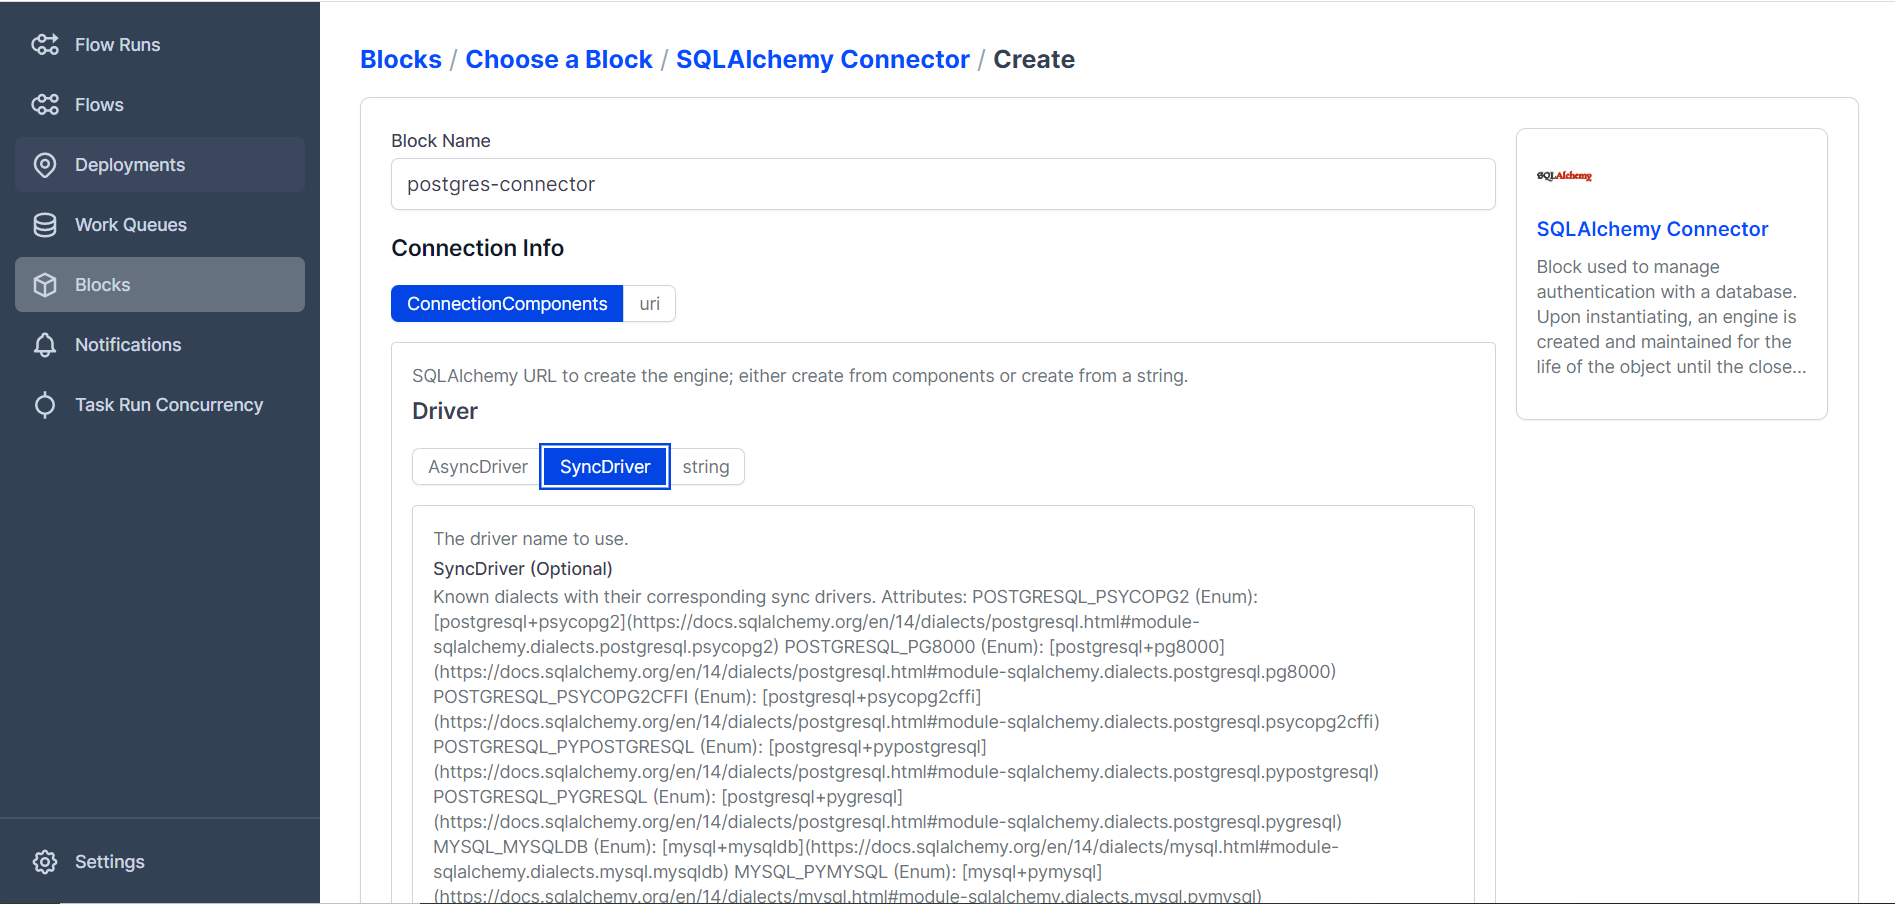 Flow Runs
Flows
Deployments
Work Queues
Blocks
Notifications
Task Run Concurrency
Settings
Blocks / Choose a Block / SQLAlchemy Connector / Create
Block Name
postgres-connector
Connection Info
ConnectionComponents uri
SQLAlchemy URL to create the engine; either create from components or create from a string.
Driver
AsyncDriver SyncDriver string
The driver name to use.
SyncDriver (Optional)
Known dialects with their corresponding sync drivers. Attributes: POSTGRESQL_PSYCOPG2 (Enum):
[postgresql+psycopg2](https://docs.sqlalchemy.org/en/14/dialects/postgresql.html#module-
sqlalchemy.dialects.postgresql.psycopg2) POSTGRESQL_PG8000 (Enum): [postgresql+pg8000]
(https://docs.sqlalchemy.org/en/14/dialects/postgresql.html#module-sqlalchemy.dialects.postgresql.pg8000)
POSTGRESQL_PSYCOPG2CFFI (Enum): [postgresql+psycopg2cffi]
(https://docs.sqlalchemy.org/en/14/dialects/postgresql.html#module-sqlalchemy.dialects.postgresql.psycopg2cffi)
POSTGRESQL_PYPOSTGRESQL (Enum): [postgresql+pypostgresql]
(https://docs.sqlalchemy.org/en/14/dialects/postgresql.html#module-sqlalchemy.dialects.postgresql.pypostgresql)
POSTGRESQL_PYGRESQL (Enum): [postgresql+pygresql]
(https://docs.sqlalchemy.org/en/14/dialects/postgresql.html#module-sqlalchemy.dialects.postgresql.pygresql)
MYSQL_MYSQLDB (Enum): [mysql+mysqldb](https://docs.sqlalchemy.org/en/14/dialects/mysql.html#module-
sqlalchemy.dialects.mysql.mysqldb) MYSQL_PYMYSQL (Enum): [mysql+pymysql]
(https://docs.sqlalchemy.org/en/14/dialects/mysql.html#module-sqlalchemy.dialects.mysql.pymysql)
SQLAlchemy
SQLAlchemy Connector
Block used to manage
authentication with a database.
Upon instantiating, an engine is
created and maintained for the
life of the object until the close...